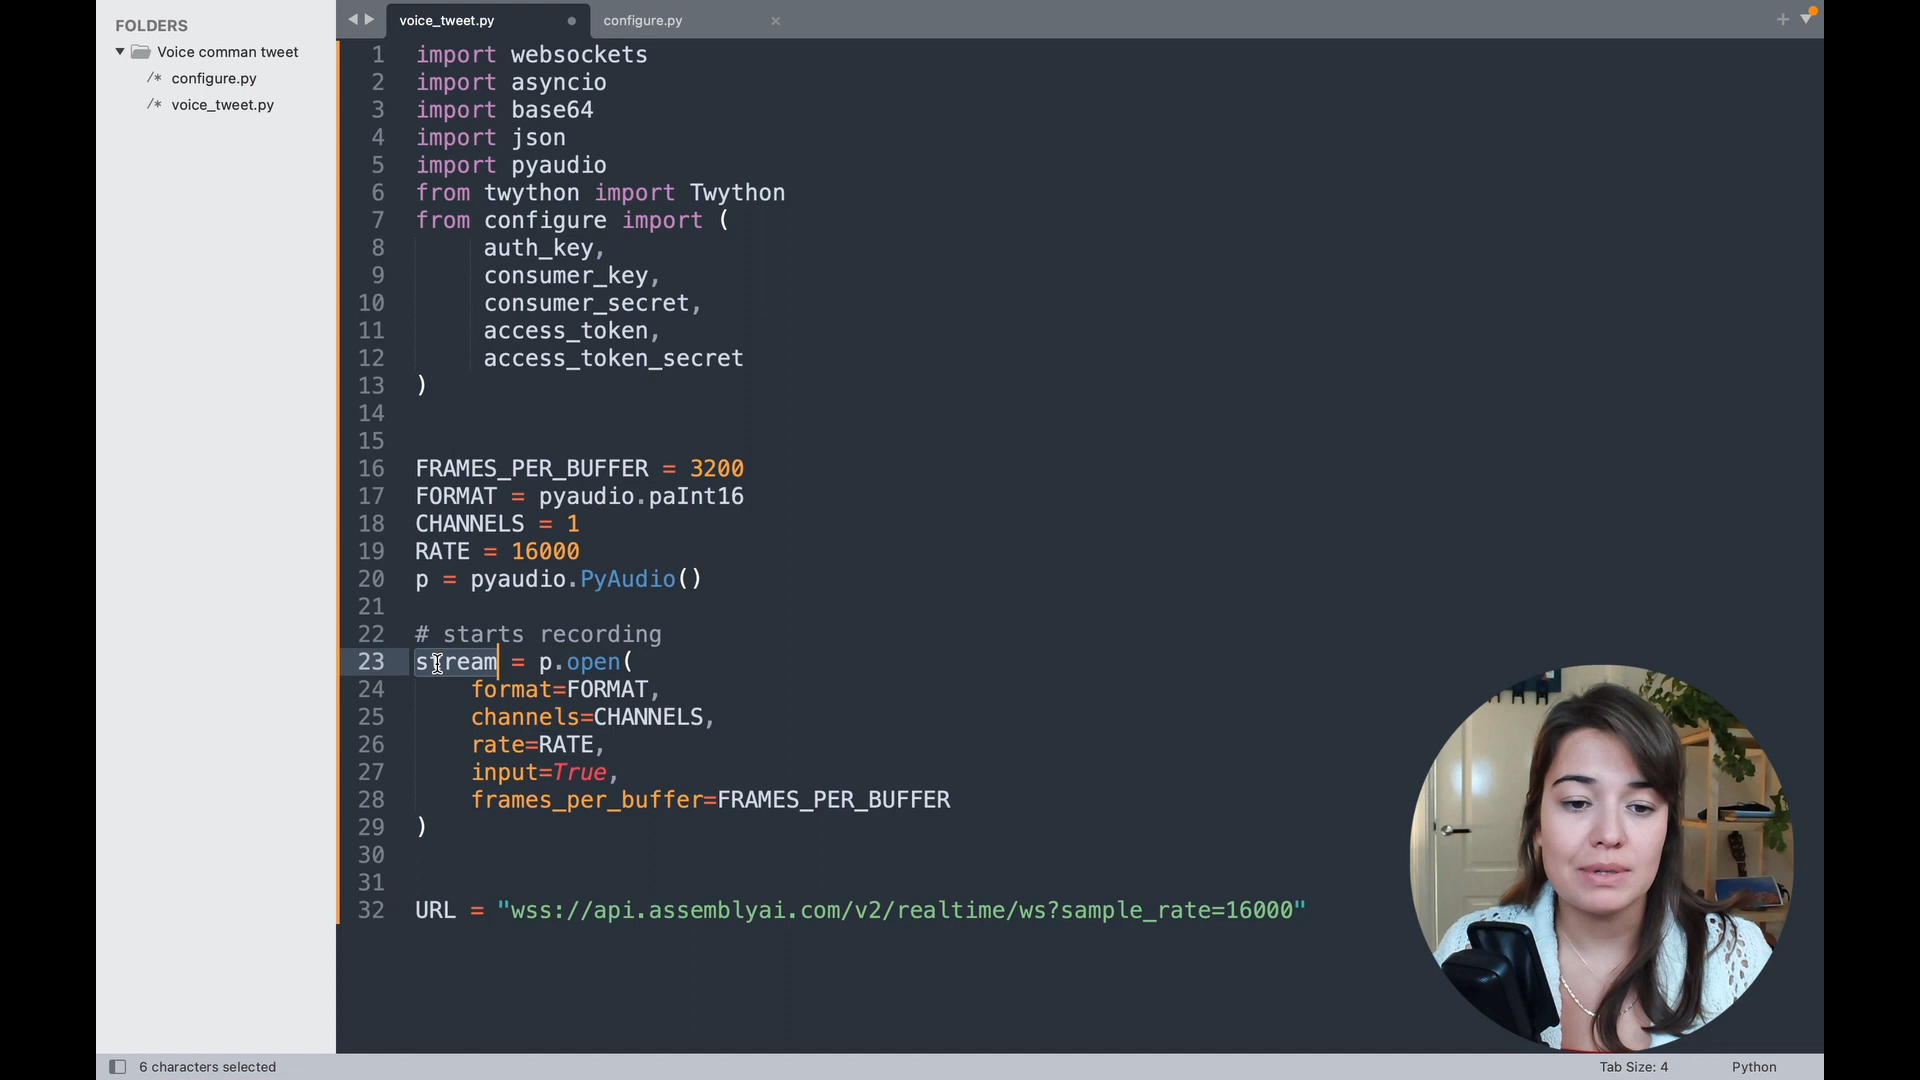 FOLDERS
Voice comman tweet
/* configure.py
/* voice_tweet.py
voice_tweet.py
configure.py
1 import websockets
2 import asyncio
3 import base64
4 import json
5 import pyaudio
6 from twython import Twython
7 from configure import (
8 auth_key,
9 consumer_key,
10 consumer_secret,
11 access_token,
12 access_token_secret
13 )
14
15
16 FRAMES_PER_BUFFER = 3200
17 FORMAT = pyaudio.paInt16
18 CHANNELS = 1
19 RATE = 16000
20 p = pyaudio.PyAudio()
21
22 # starts recording
23 stream = p.open(
24 format=FORMAT,
25 channels=CHANNELS,
26 rate=RATE,
27 input=True,
28 frames_per_buffer=FRAMES_PER_BUFFER
29 )
30
31
32 URL = "wss://api.assemblyai.com/v2/realtime/ws?sample_rate=16000"
6 characters selected
Tab Size: 4
Python